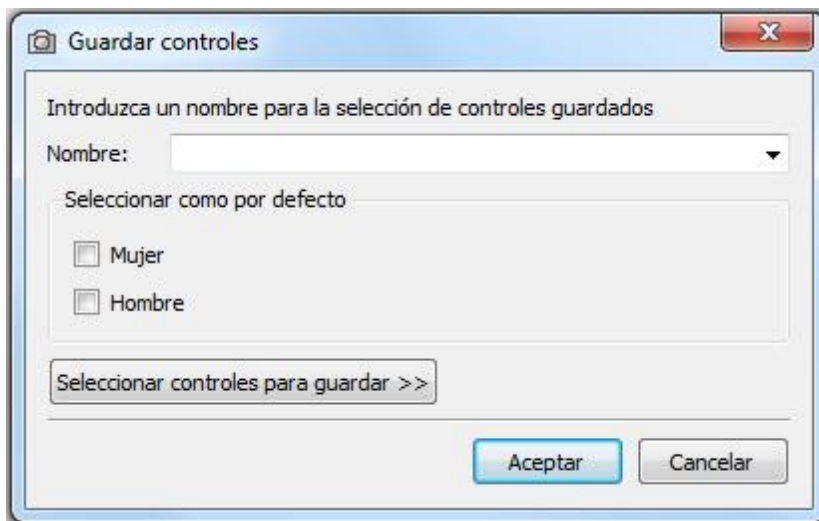 Guardar controles
Introduzca un nombre para la selección de controles guardados
Nombre:
Seleccionar como por defecto
Mujer
Hombre
Seleccionar controles para guardar >>
Aceptar
Cancelar